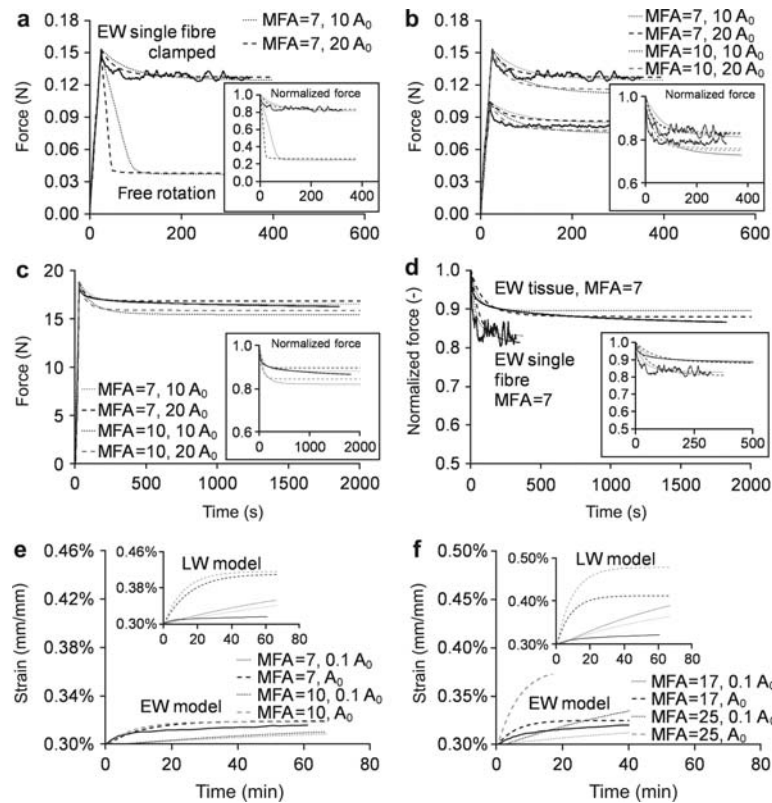 a
EW single fibre
clamped
MFA=7, 10 A₀
MFA=7, 20 A₀
Force (N)
0.18
0.15
0.12
0.09
0.06
0.03
0.00
0 200 400 600
Free rotation
Normalized force
1.0
0.8
0.6
0.4
0.2
0.0
0 200 400
b
MFA=7, 10 A₀
MFA=7, 20 A₀
MFA=10, 10 A₀
MFA=10, 20 A₀
Force (N)
0.18
0.15
0.12
0.09
0.06
0.03
0.00
0 200 400 600
Normalized force
1.0
0.8
0.6
0 200 400
c
Force (N)
20
15
10
5
0
0 500 1000 1500 2000
Time (s)
MFA=7, 10 A₀
MFA=7, 20 A₀
MFA=10, 10 A₀
MFA=10, 20 A₀
Normalized force
1.0
0.8
0.6
0 1000 2000
d
Normalized force (-)
1.0
0.9
0.8
0.7
0.6
0.5
0 500 1000 1500 2000
Time (s)
EW tissue, MFA=7
EW single
fibre
MFA=7
Normalized force
1.0
0.9
0.8
0.7
0.6
0.5
0 250 500
e
Strain (mm/mm)
0.46%
0.42%
0.38%
0.34%
0.30%
0 20 40 60 80
Time (min)
0.46%
0.38%
0.30%
0 20 40 60 80
LW model
EW model
MFA=7, 0.1 A₀
MFA=7, A₀
MFA=10, 0.1 A₀
MFA=10, A₀
f
Strain (mm/mm)
0.50%
0.45%
0.40%
0.35%
0.30%
0 20 40 60 80
Time (min)
0.50%
0.40%
0.30%
0 20 40 60 80
LW model
EW model
MFA=17, 0.1 A₀
MFA=17, A₀
MFA=25, 0.1 A₀
MFA=25, A₀